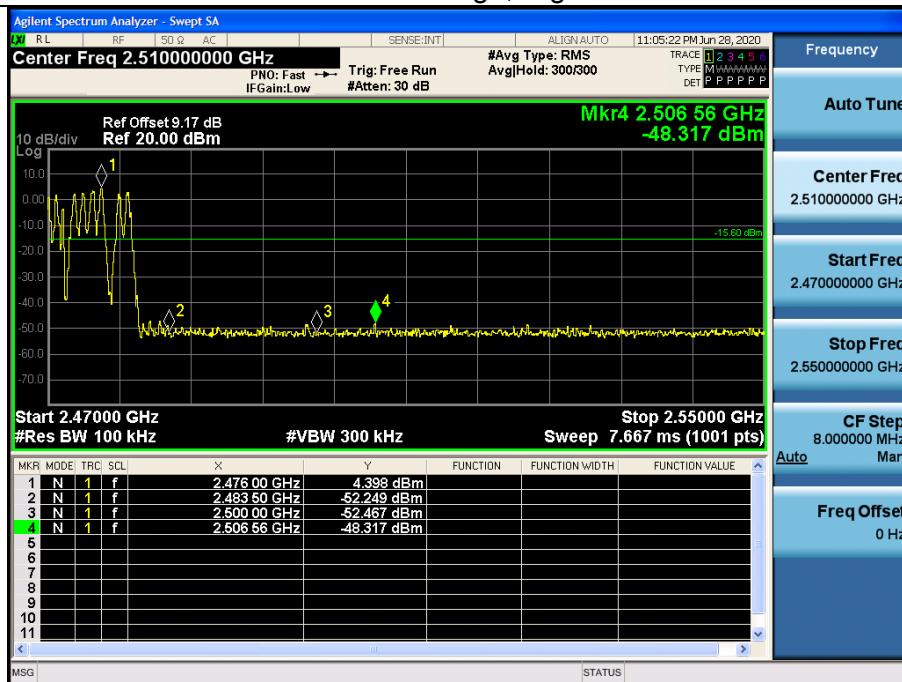 Agilent Spectrum Analyzer - Swept SA
LXI RL RF 50 Ω AC SENSE:INT ALIGN AUTO 11:05:22 PM Jun 28, 2020
Center Freq 2.510000000 GHz
PNO: Fast
IFGain:Low
Trig: Free Run
#Atten: 30 dB
#Avg Type: RMS
Avg|Hold: 300/300
TRACE 1 2 3 4 5 6
TYPE M
DET P P P P P P
Frequency
Auto Tune
Center Freq
2.510000000 GHz
Start Freq
2.470000000 GHz
Stop Freq
2.550000000 GHz
CF Step
8.000000 MHz
Auto Man
Freq Offset
0 Hz
Mkr4 2.506 56 GHz
-48.317 dBm
Ref Offset 9.17 dB
10 dB/div Ref 20.00 dBm
Log
10.0
0.00
-10.0
-20.0
-30.0
-40.0
-50.0
-60.0
-70.0
1
2
3
4
-15.60 dBm
Start 2.47000 GHz Stop 2.55000 GHz
#Res BW 100 kHz #VBW 300 kHz Sweep 7.667 ms (1001 pts)
MKR MODE TRC SCL X Y FUNCTION FUNCTION WIDTH FUNCTION VALUE
1 N 1 f 2.476 00 GHz 4.398 dBm
2 N 1 f 2.483 50 GHz -52.249 dBm
3 N 1 f 2.500 00 GHz -52.467 dBm
4 N 1 f 2.506 56 GHz -48.317 dBm
5
6
7
8
9
10
11
MSG STATUS